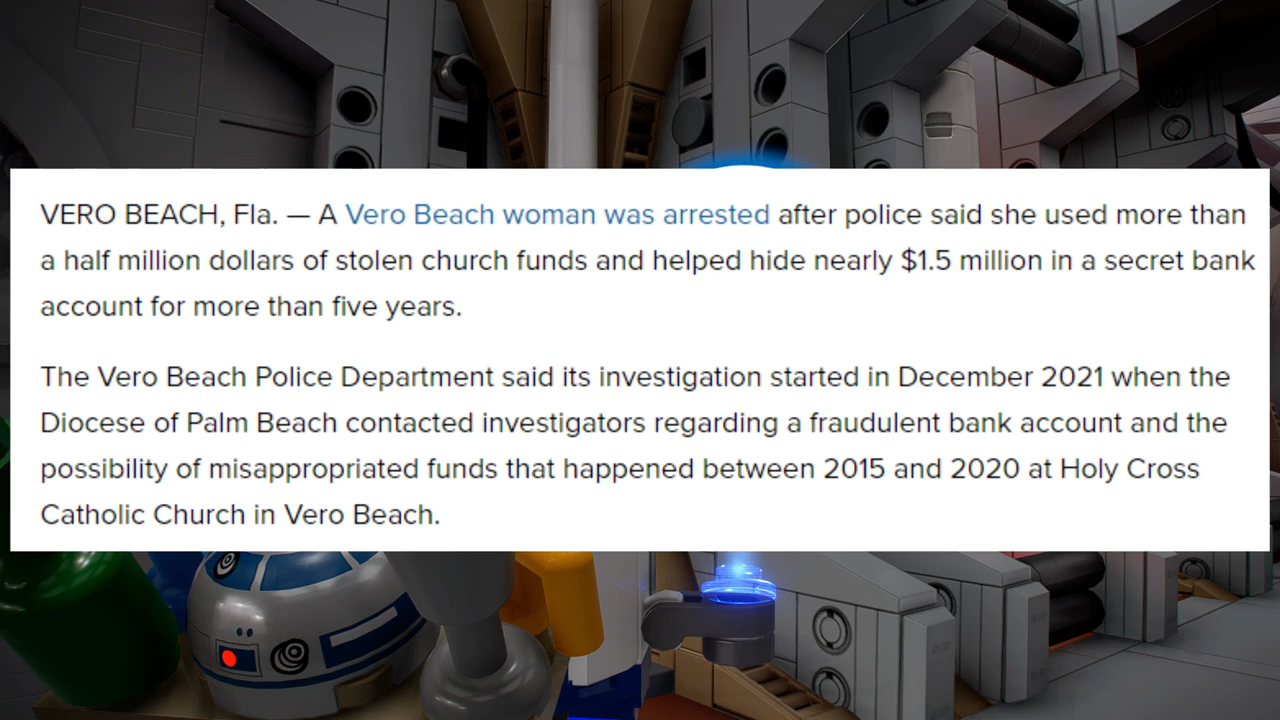 VERO BEACH, Fla. — A Vero Beach woman was arrested after police said she used more than
a half million dollars of stolen church funds and helped hide nearly $1.5 million in a secret bank
account for more than five years.
The Vero Beach Police Department said its investigation started in December 2021 when the
Diocese of Palm Beach contacted investigators regarding a fraudulent bank account and the
possibility of misappropriated funds that happened between 2015 and 2020 at Holy Cross
Catholic Church in Vero Beach.